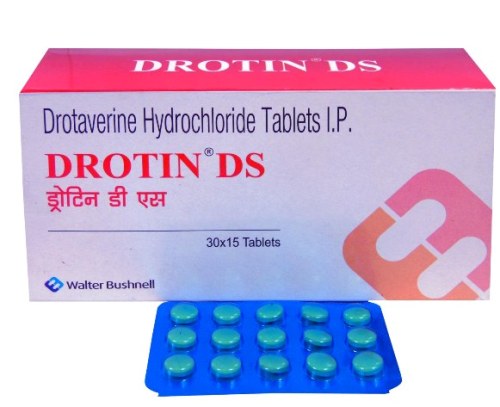 DROTIN® DS
Drotaverine Hydrochloride Tablets I.P.
DROTIN® DS
ड्रोटिन डी एस
30x15 Tablets
Walter Bushnell